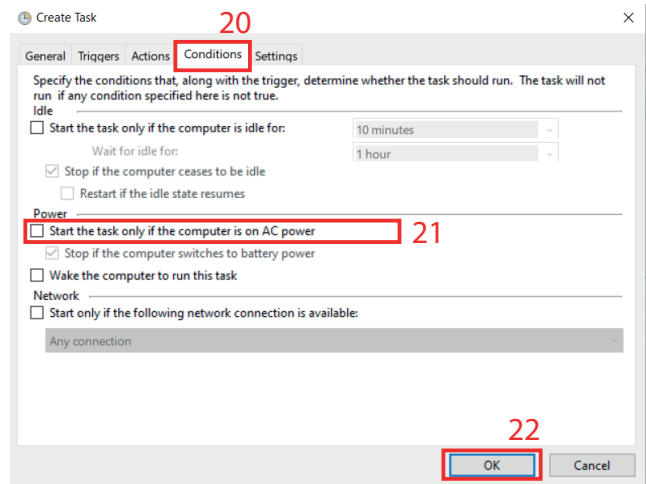 Create Task
20
General Triggers Actions Conditions Settings
Specify the conditions that, along with the trigger, determine whether the task should run. The task will not
run if any condition specified here is not true.
Idle
Start the task only if the computer is idle for: 10 minutes
Wait for idle for: 1 hour
Stop if the computer ceases to be idle
Restart if the idle state resumes
Power
Start the task only if the computer is on AC power 21
Stop if the computer switches to battery power
Wake the computer to run this task
Network
Start only if the following network connection is available:
Any connection
22
OK Cancel